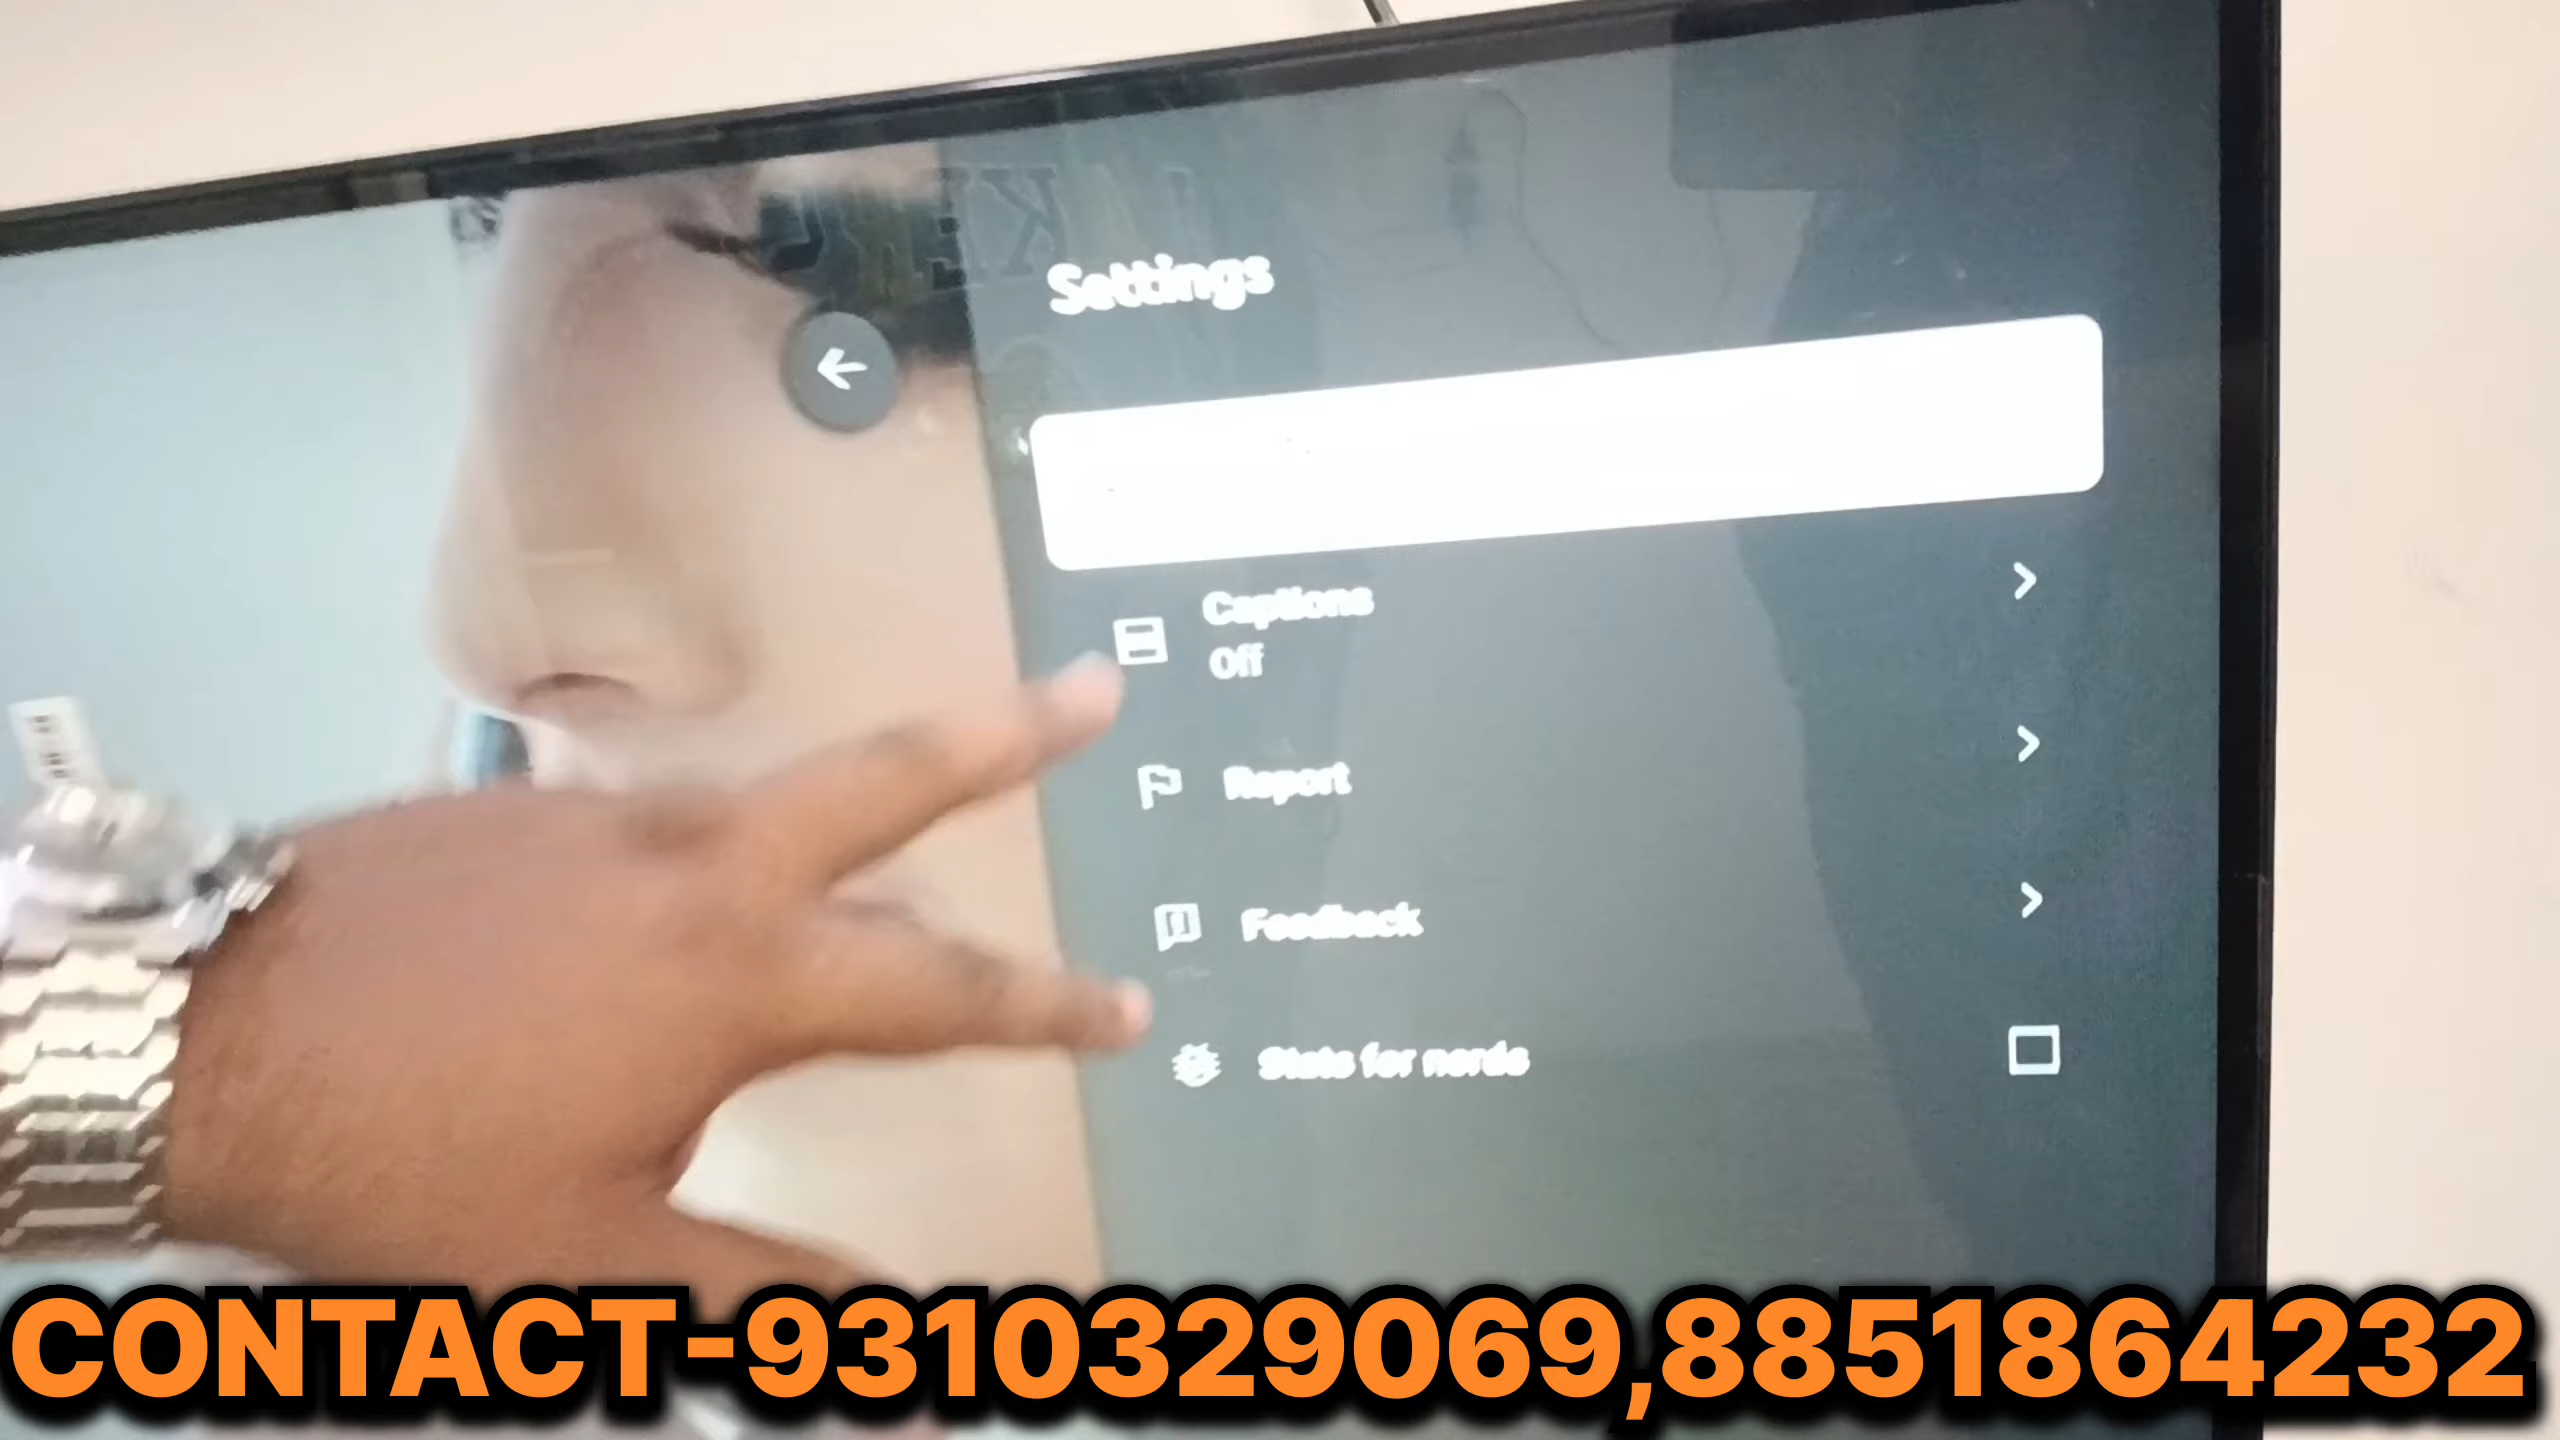 Settings
Captions
Off
Report
Feedback
Stats for nerds
CONTACT-9310329069,8851864232